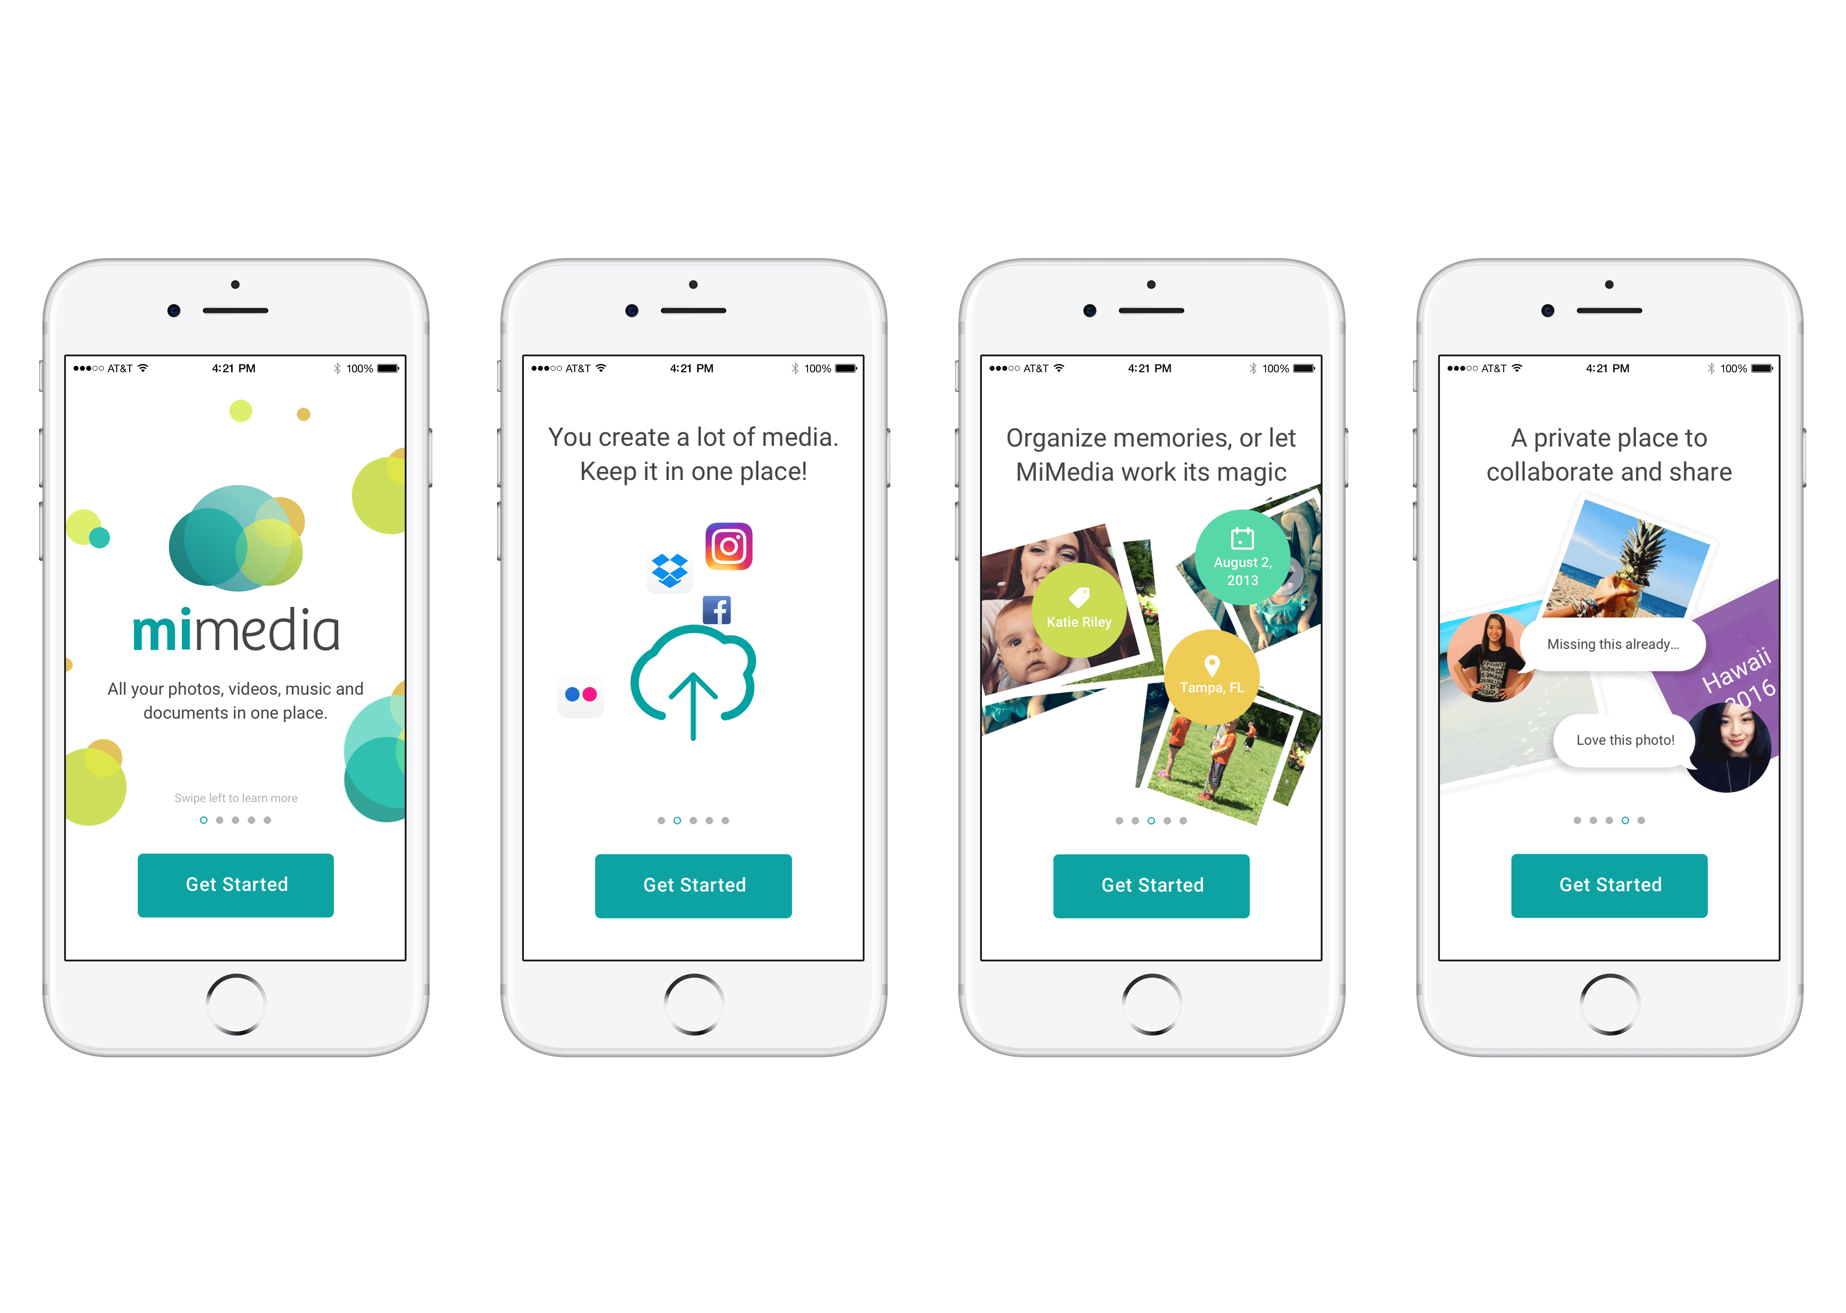 AT&T 4:21 PM 100%
mimedia
All your photos, videos, music and
documents in one place.
Swipe left to learn more
Get Started
AT&T 4:21 PM 100%
You create a lot of media.
Keep it in one place!
Get Started
AT&T 4:21 PM 100%
Organize memories, or let
MiMedia work its magic
August 2,
2013
Katie Riley
Tampa, FL
Get Started
AT&T 4:21 PM 100%
A private place to
collaborate and share
Missing this already...
Hawaii
2016
Love this photo!
Get Started